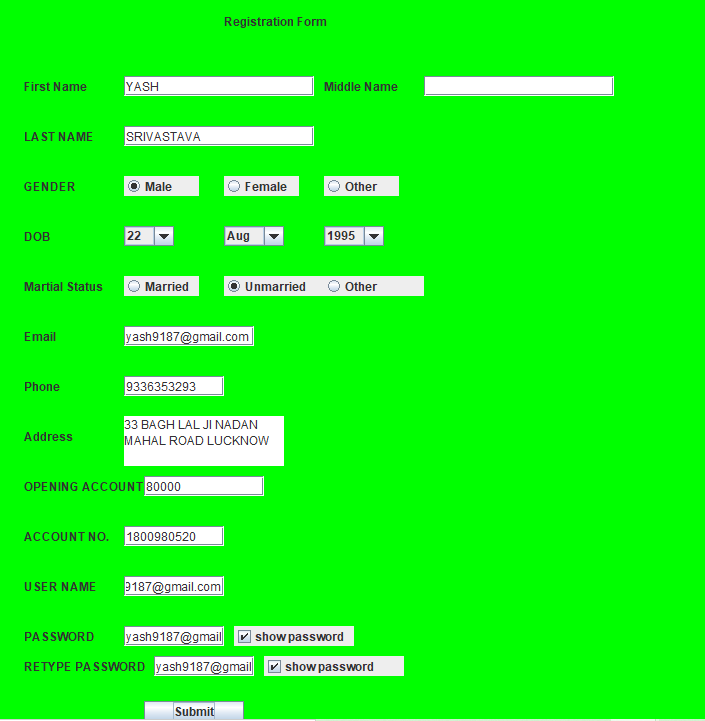 Registration Form
First Name YASH Middle Name
LAST NAME SRIVASTAVA
GENDER Male Female Other
DOB 22 Aug 1995
Martial Status Married Unmarried Other
Email yash9187@gmail.com
Phone 9336353293
Address 33 BAGH LAL JI NADAN
MAHAL ROAD LUCKNOW
OPENING ACCOUNT 80000
ACCOUNT NO. 1800980520
USER NAME 9187@gmail.com
PASSWORD yash9187@gmail show password
RETYPE PASSWORD yash9187@gmail show password
Submit